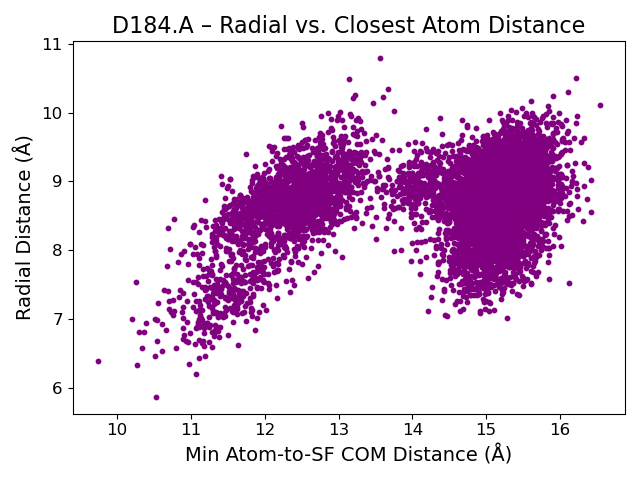 D184.A – Radial vs. Closest Atom Distance
11
10
9
8
7
6
Radial Distance (Å)
10 11 12 13 14 15 16
Min Atom-to-SF COM Distance (Å)